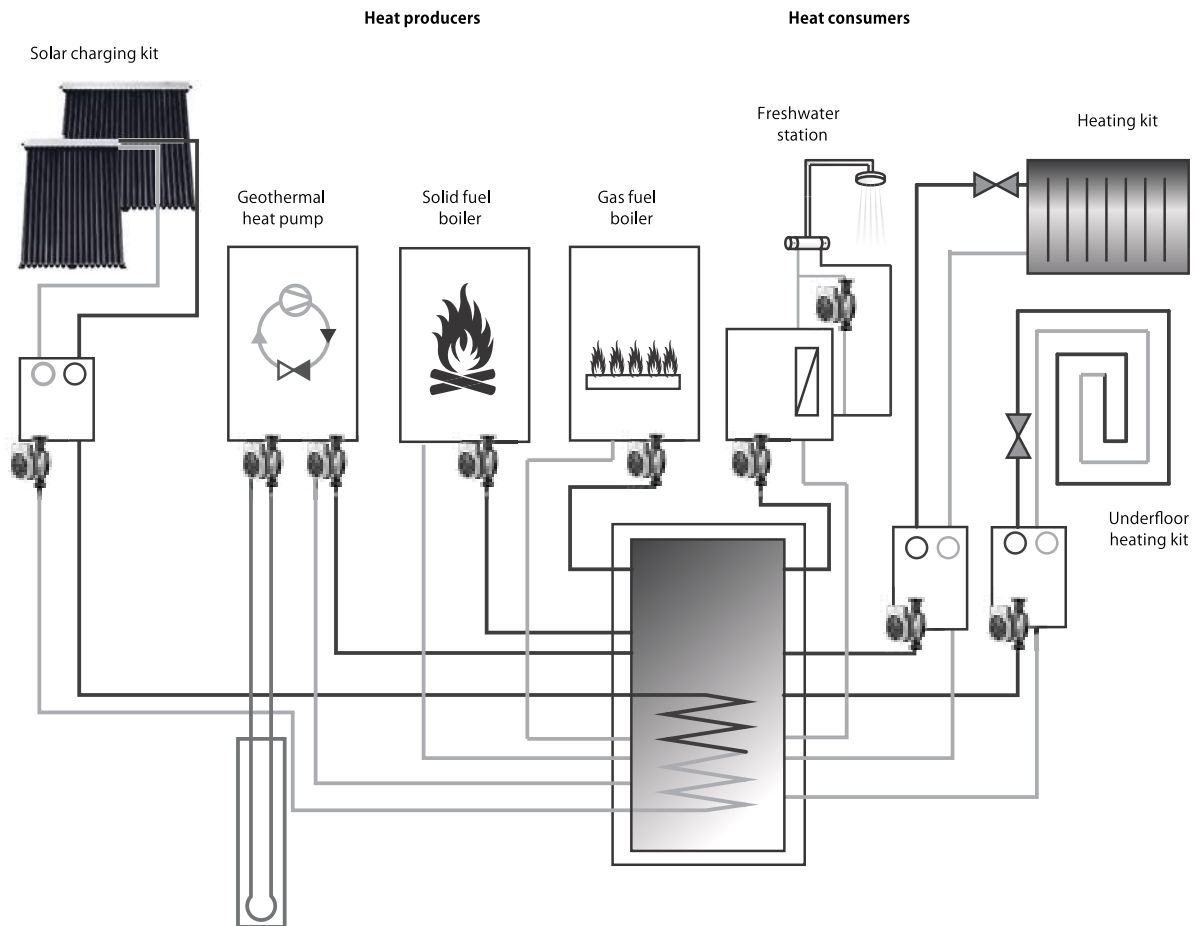 Heat producers
Heat consumers
Solar charging kit
Freshwater
station
Heating kit
Geothermal
heat pump
Solid fuel
boiler
Gas fuel
boiler
Underfloor
heating kit